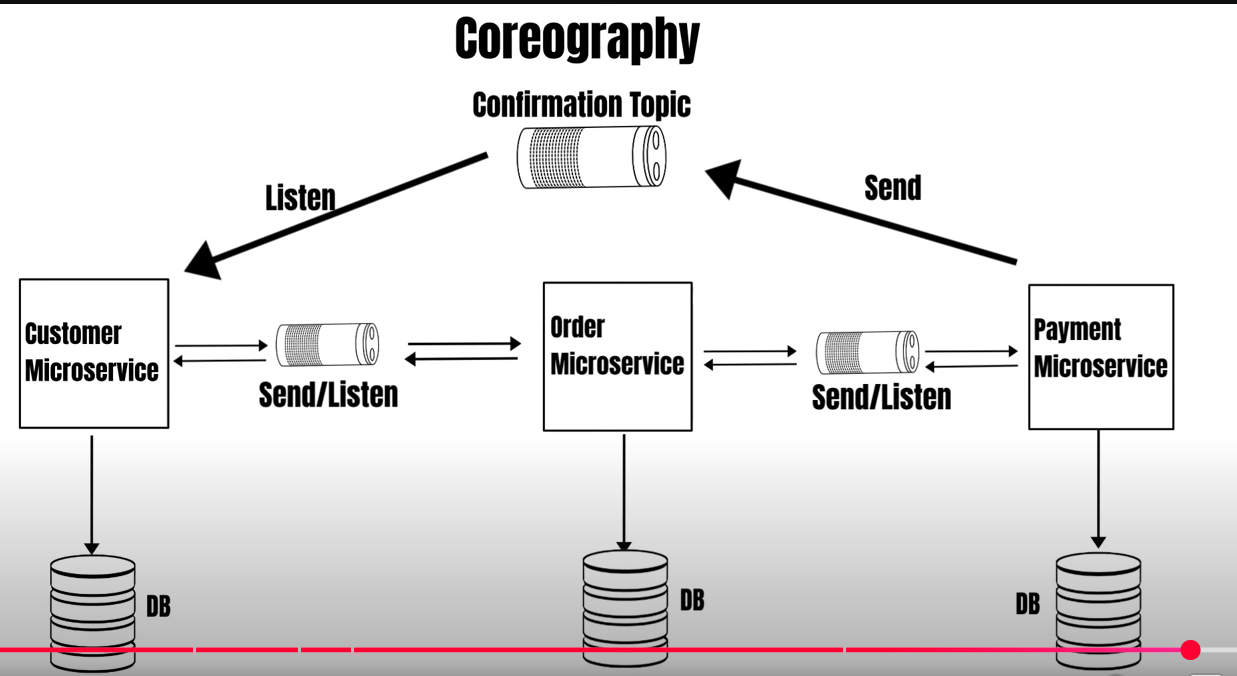 Coreography
Confirmation Topic
Listen
Send
Customer
Microservice
Send/Listen
Order
Microservice
Send/Listen
Payment
Microservice
DB
DB
DB